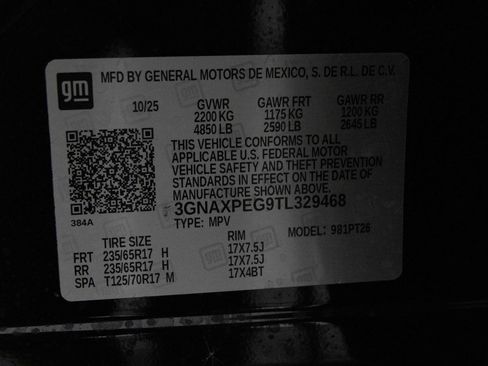 gm
MFD BY GENERAL MOTORS DE MEXICO, S. DE R.L. DE C.V.
10/25 GVWR GAWR FRT GAWR RR
2200 KG 1175 KG 1200 KG
4850 LB 2590 LB 2645 LB
THIS VEHICLE CONFORMS TO ALL
APPLICABLE U.S. FEDERAL MOTOR
VEHICLE SAFETY AND THEFT PREVENTION
STANDARDS IN EFFECT ON THE DATE OF
MANUFACTURE SHOWN ABOVE.
384A
3GNAXPEG9TL329468
TYPE: MPV MODEL: 981PT26
TIRE SIZE RIM
FRT 235/65R17 H 17X7.5J
RR 235/65R17 H 17X7.5J
SPA T125/70R17 M 17X4BT